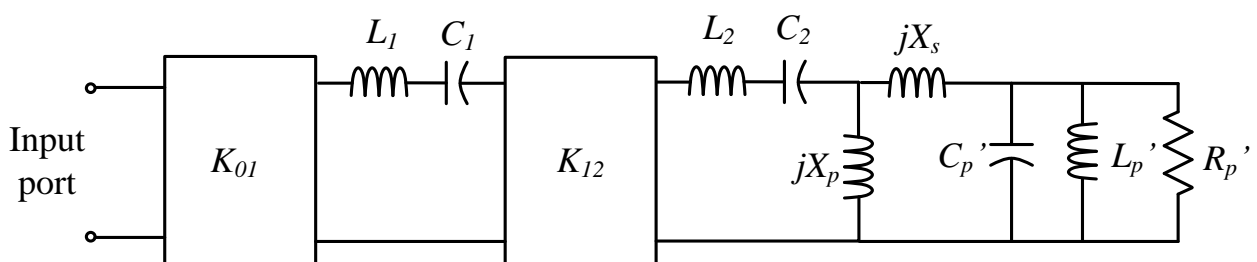 L₁ C₁
L₂ C₂ jXₛ
Input
port
K₀₁
K₁₂
jXₚ
Cₚ’
Lₚ’
Rₚ’